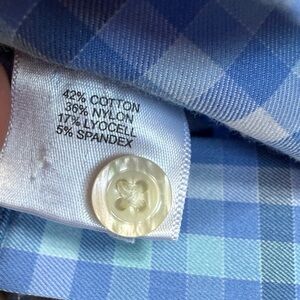 42% COTTON
36% NYLON
17% LYOCELL
5% SPANDEX